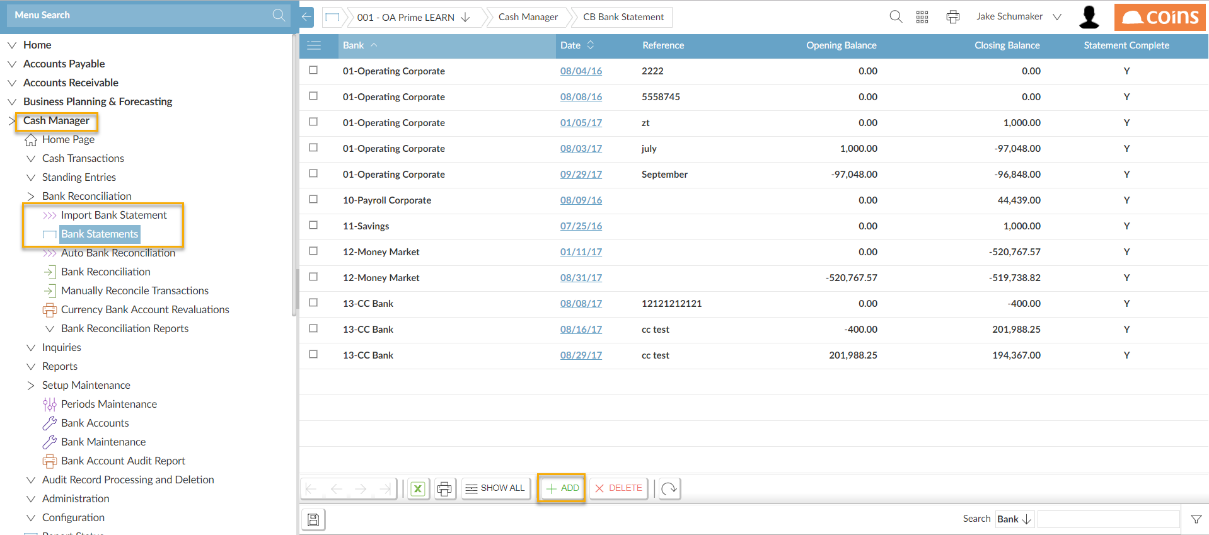 Menu Search
001 - OA Prime LEARN
Cash Manager
CB Bank Statement
Jake Schumaker
coins
Home
Accounts Payable
Accounts Receivable
Business Planning & Forecasting
Cash Manager
Home Page
Cash Transactions
Standing Entries
Bank Reconciliation
Import Bank Statement
Bank Statements
Auto Bank Reconciliation
Bank Reconciliation
Manually Reconcile Transactions
Currency Bank Account Revaluations
Bank Reconciliation Reports
Inquiries
Reports
Setup Maintenance
Periods Maintenance
Bank Accounts
Bank Maintenance
Bank Account Audit Report
Audit Record Processing and Deletion
Administration
Configuration
Report Status
Bank Date Reference Opening Balance Closing Balance Statement Complete
01-Operating Corporate 08/04/16 2222 0.00 0.00 Y
01-Operating Corporate 08/08/16 5558745 0.00 0.00 Y
01-Operating Corporate 01/05/17 zt 0.00 1,000.00 Y
01-Operating Corporate 08/03/17 july 1,000.00 -97,048.00 Y
01-Operating Corporate 09/29/17 September -97,048.00 -96,848.00 Y
10-Payroll Corporate 08/09/16 0.00 44,439.00 Y
11-Savings 07/25/16 0.00 1,000.00 Y
12-Money Market 01/11/17 0.00 -520,767.57 Y
12-Money Market 08/31/17 -520,767.57 -519,738.82 Y
13-CC Bank 08/08/17 12121212121 0.00 -400.00 Y
13-CC Bank 08/16/17 cc test -400.00 201,988.25 Y
13-CC Bank 08/29/17 cc test 201,988.25 194,367.00 Y
SHOW ALL ADD DELETE
Search Bank